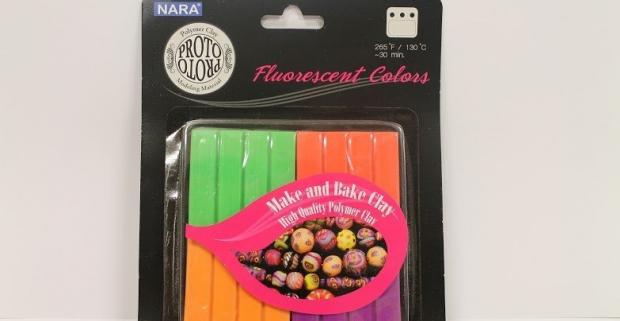 NARA
Polymer Clay
PROTO
PROTO
Modeling Material
265°F / 130°C
~30 min.
Fluorescent Colors
Make and Bake Clay
High Quality Polymer Clay